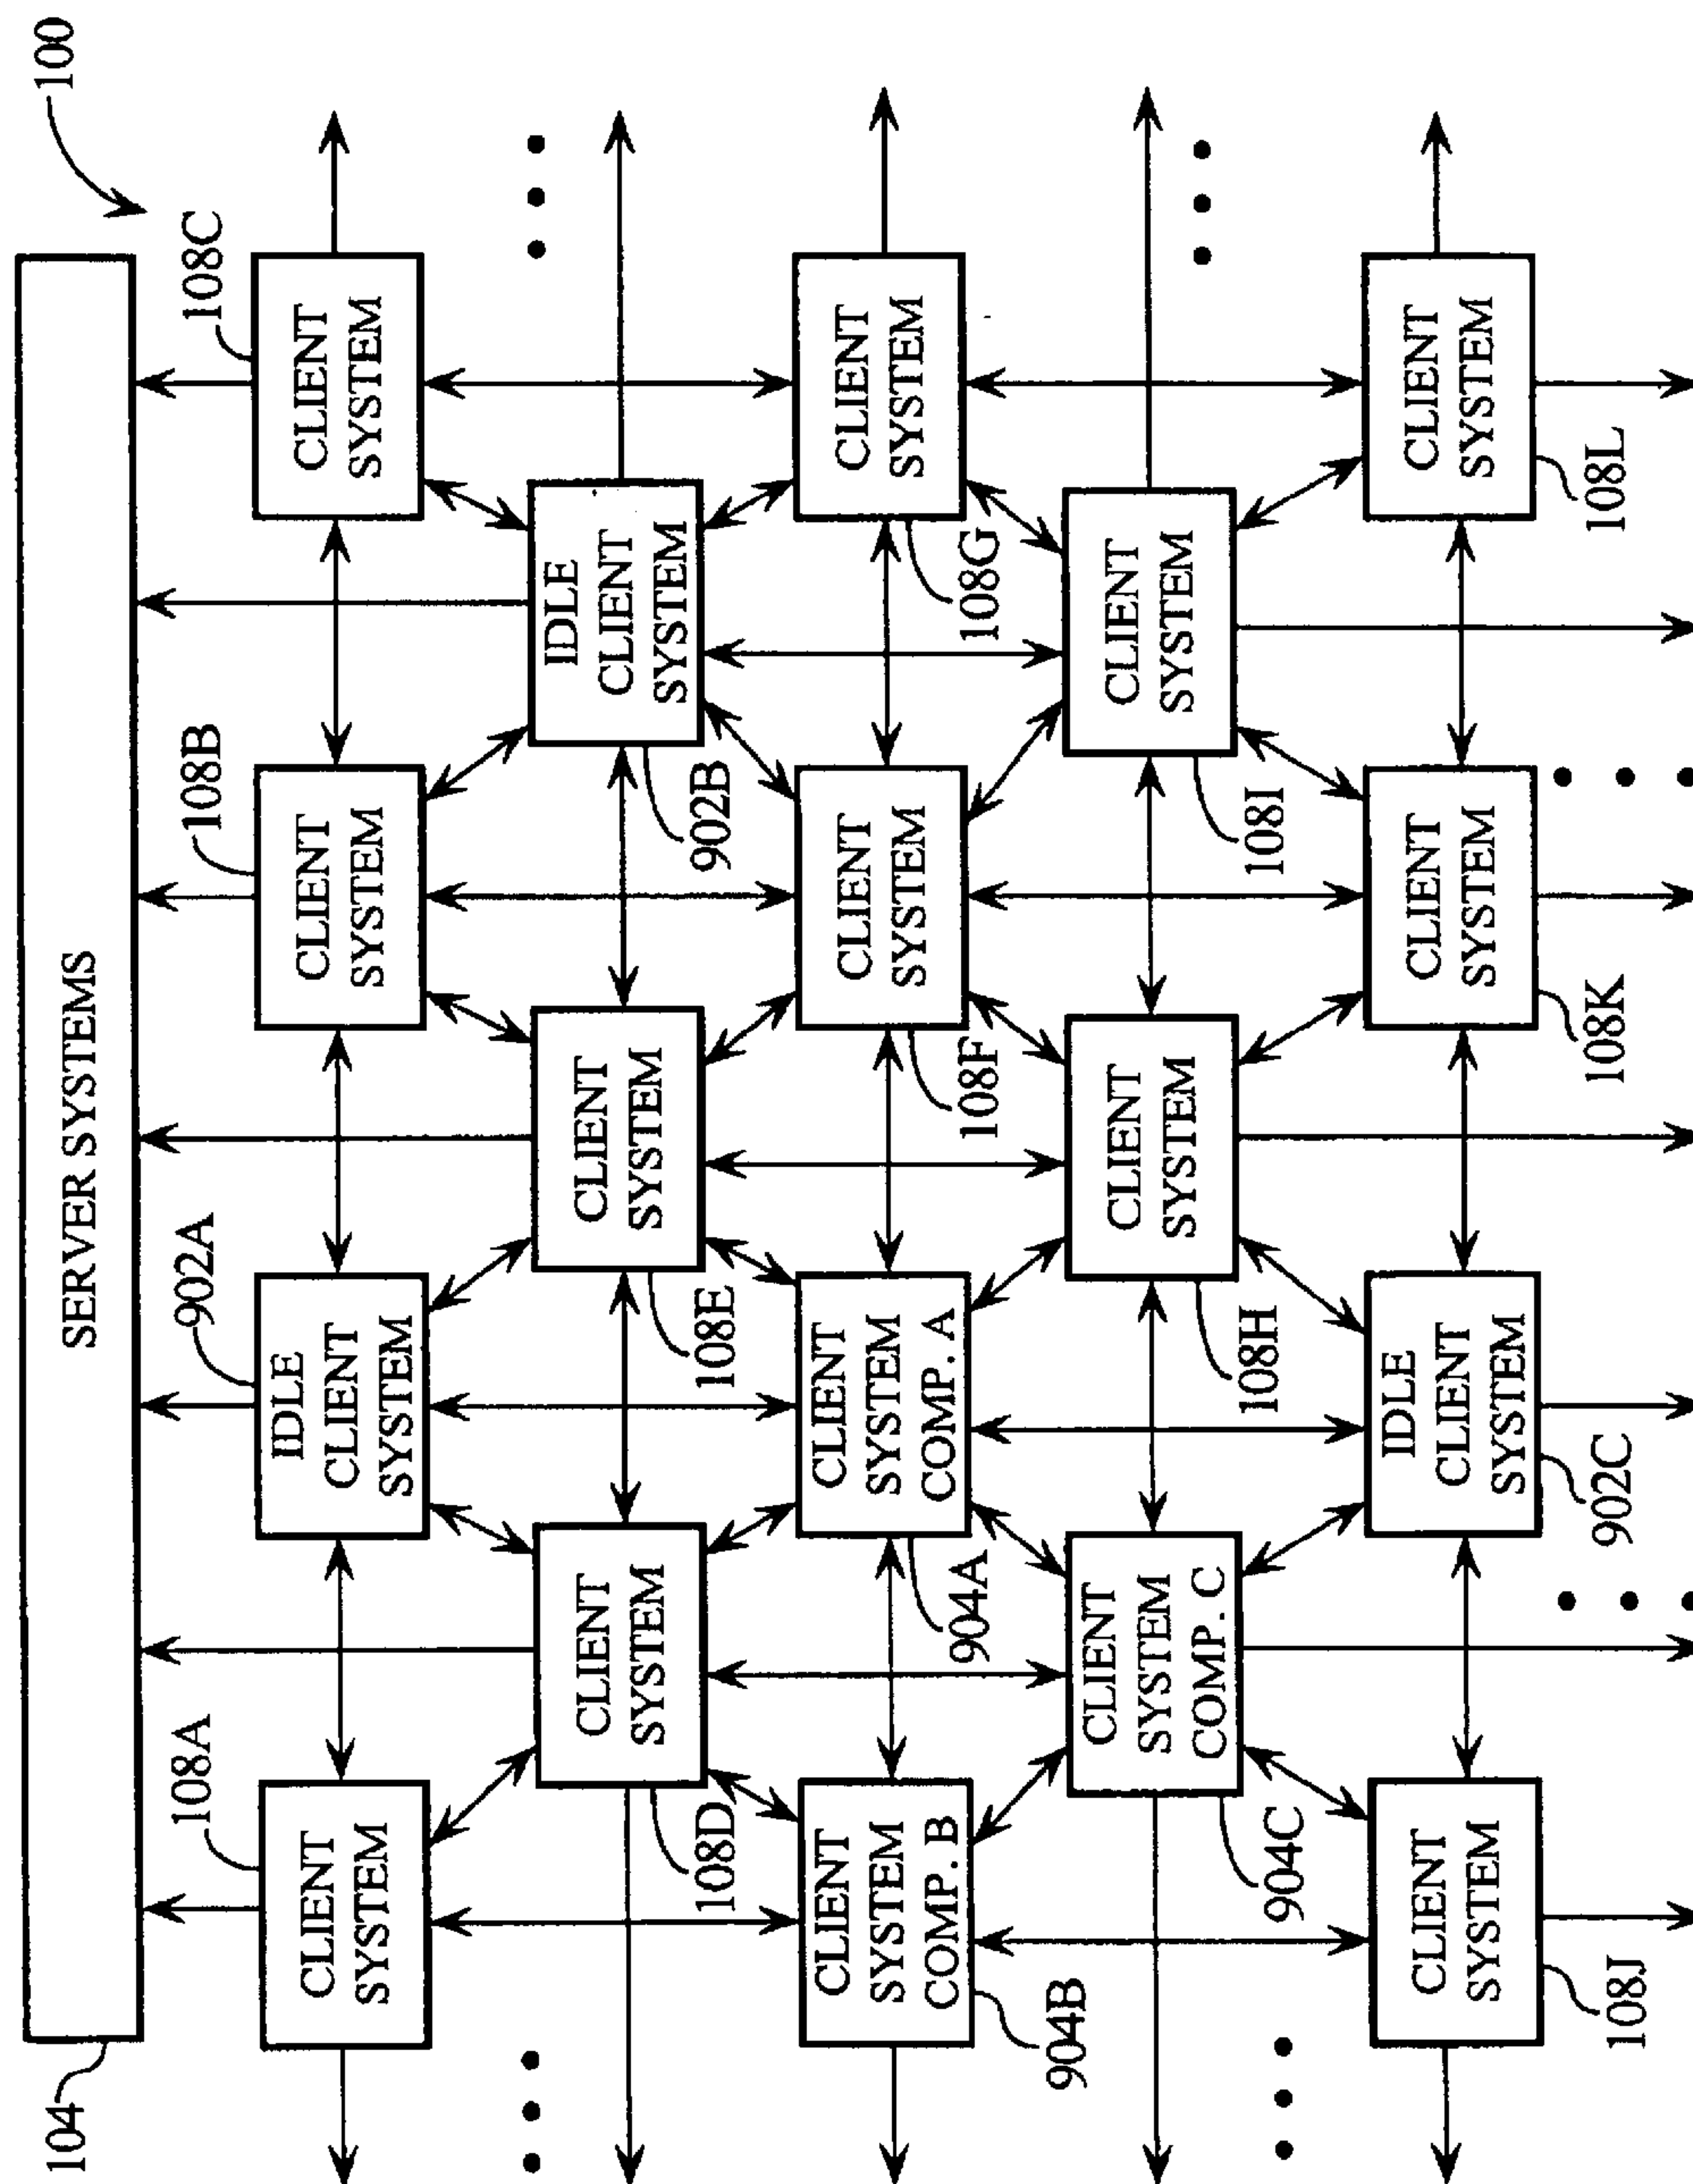 100
104
SERVER SYSTEMS
108A
902A
108B
108C
CLIENT
SYSTEM
IDLE
CLIENT
SYSTEM
CLIENT
SYSTEM
CLIENT
SYSTEM
CLIENT
SYSTEM
CLIENT
SYSTEM
IDLE
CLIENT
SYSTEM
108D
108E
902B
CLIENT
SYSTEM
COMP. B
CLIENT
SYSTEM
COMP. A
CLIENT
SYSTEM
CLIENT
SYSTEM
904B
904A
108F
108G
CLIENT
SYSTEM
COMP. C
CLIENT
SYSTEM
CLIENT
SYSTEM
904C
108H
108I
CLIENT
SYSTEM
IDLE
CLIENT
SYSTEM
CLIENT
SYSTEM
CLIENT
SYSTEM
108J
902C
108K
108L